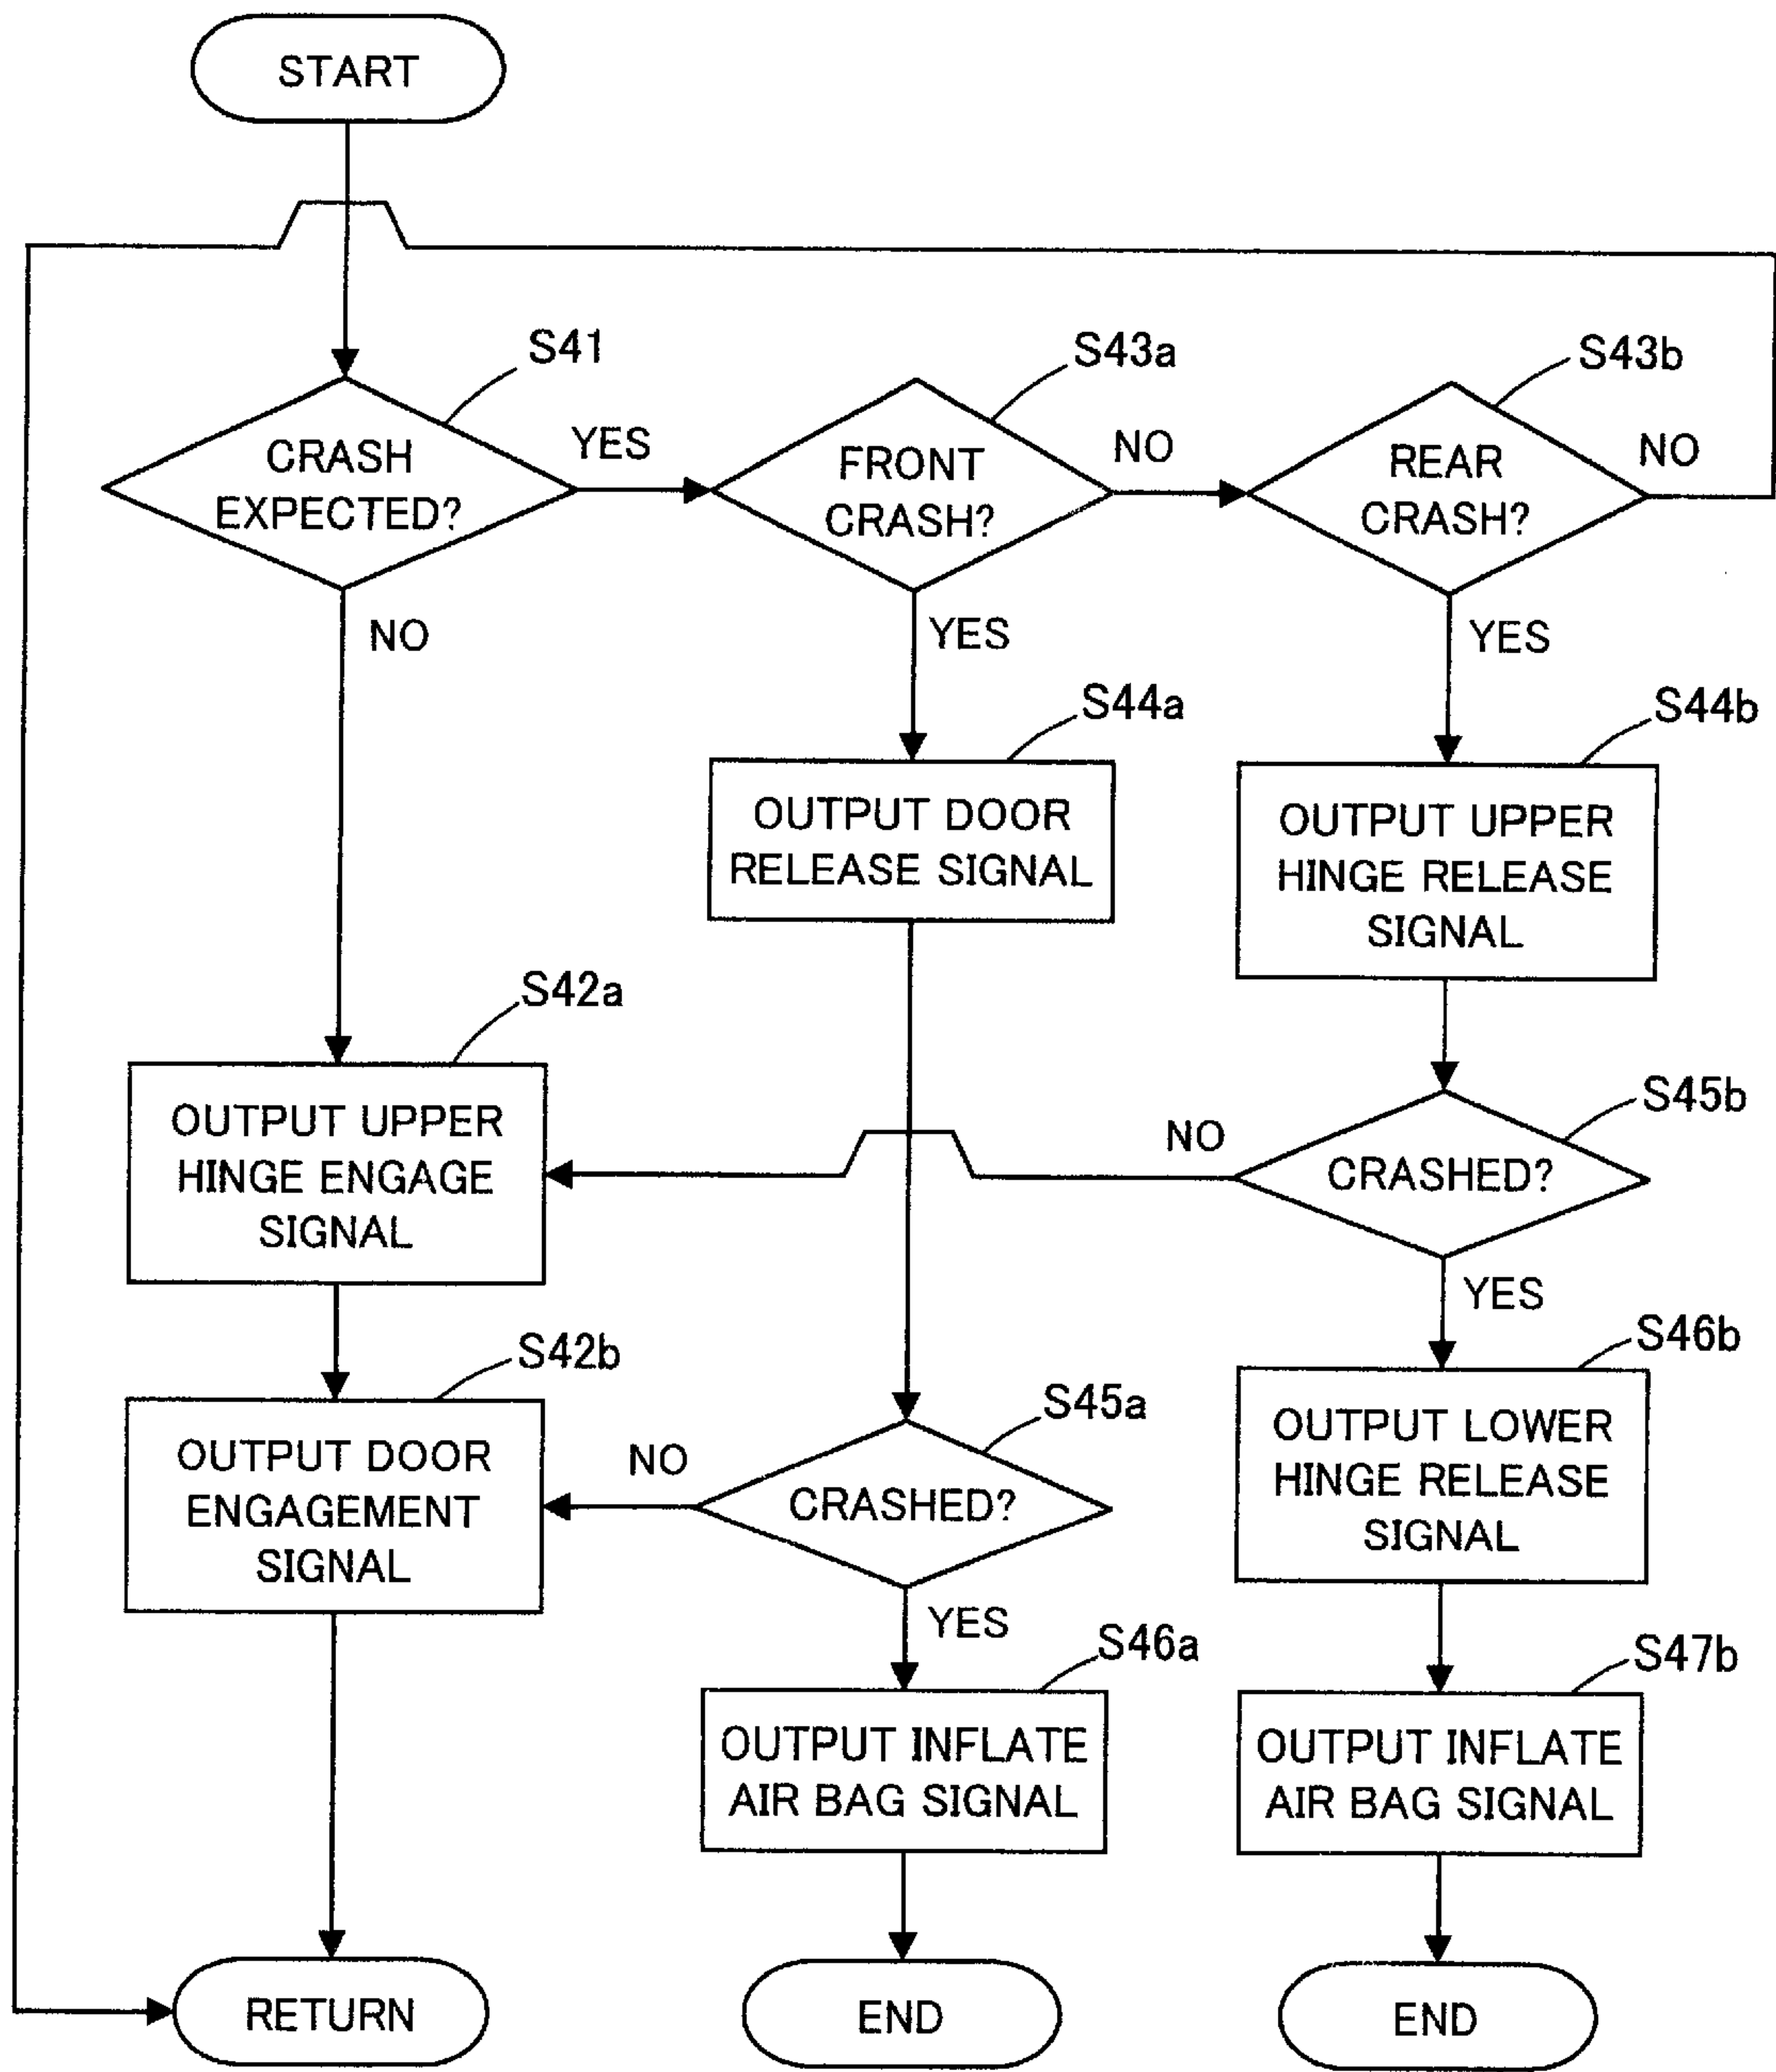 START
S41
S43a
S43b
CRASH
EXPECTED?
YES
FRONT
CRASH?
NO
REAR
CRASH?
NO
NO
YES
YES
S44a
S44b
OUTPUT DOOR
RELEASE SIGNAL
OUTPUT UPPER
HINGE RELEASE
SIGNAL
S42a
OUTPUT UPPER
HINGE ENGAGE
SIGNAL
S45b
NO
CRASHED?
YES
S42b
OUTPUT DOOR
ENGAGEMENT
SIGNAL
S45a
NO
CRASHED?
YES
S46b
OUTPUT LOWER
HINGE RELEASE
SIGNAL
S46a
OUTPUT INFLATE
AIR BAG SIGNAL
S47b
OUTPUT INFLATE
AIR BAG SIGNAL
RETURN
END
END